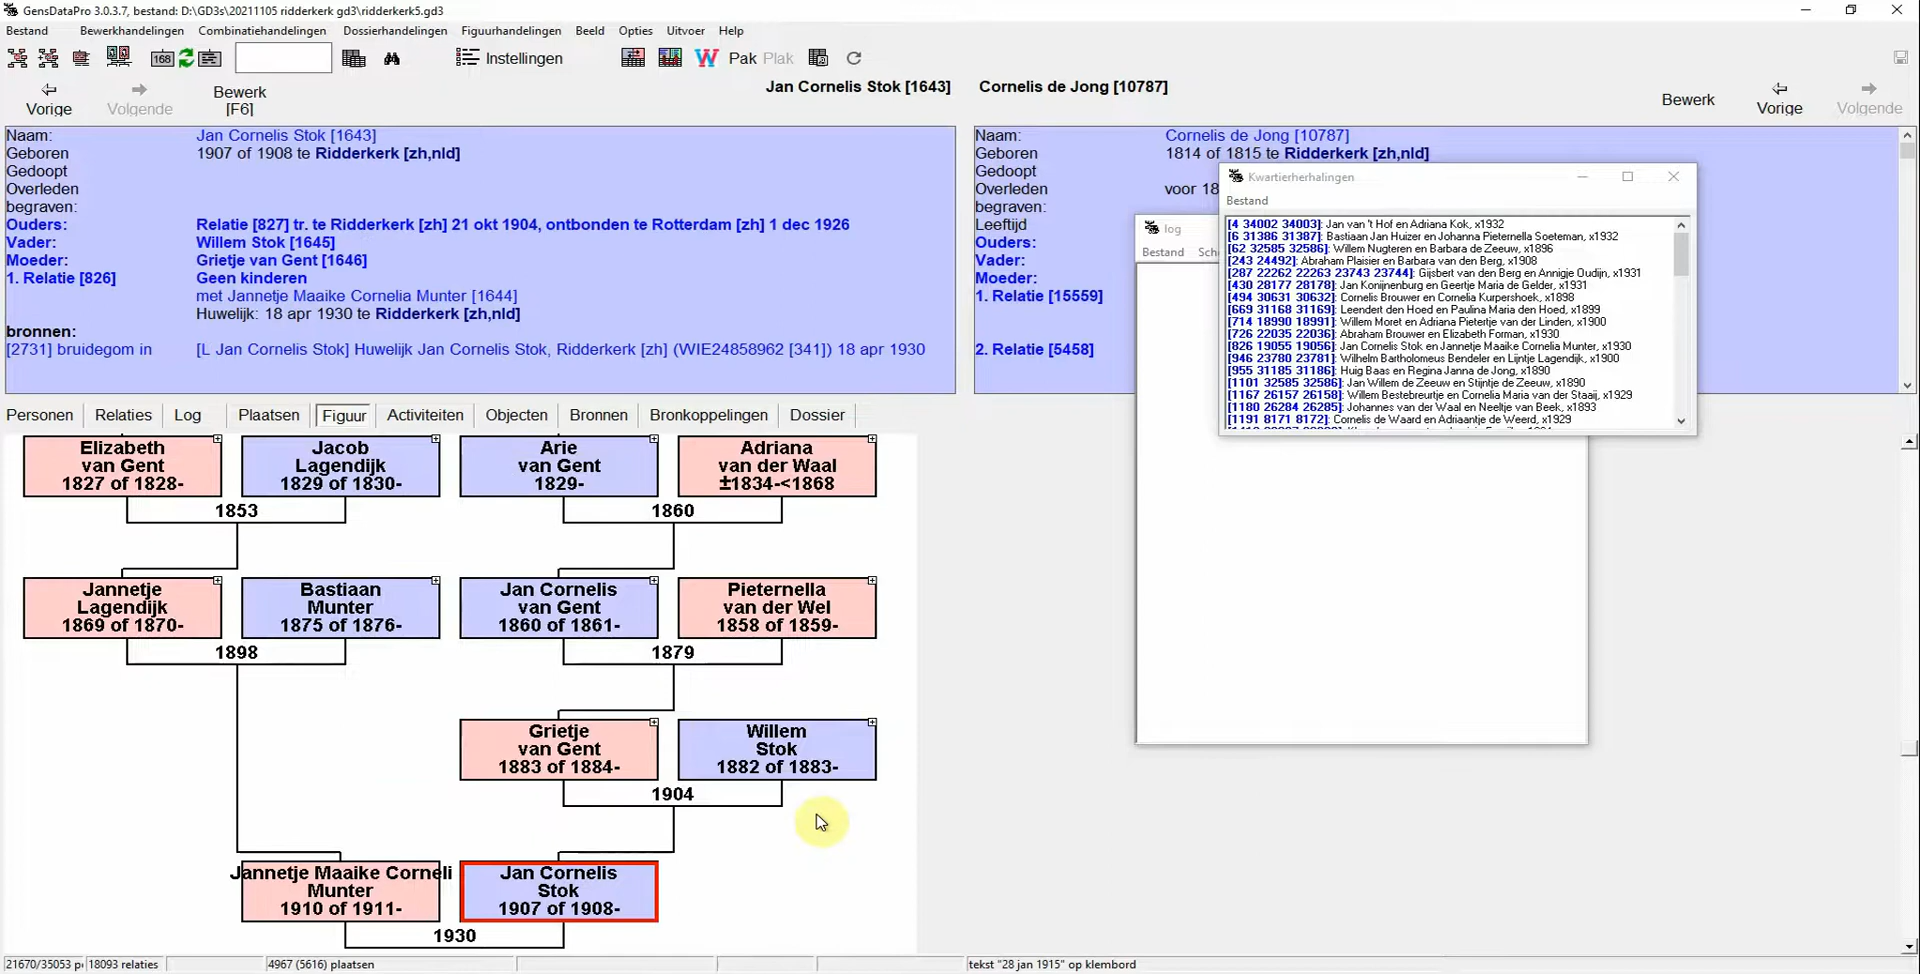 GensDataPro 3.0.3.7, bestand: D:\GD3s\20211105 ridderkerk gd3\ridderkerk5.gd3
Bestand Bewerkhandelingen Combinatiehandelingen Dossierhandelingen Figuurhandelingen Beeld Opties Uitvoer Help
168 Instellingen W Pak Plak
Vorige Volgende Bewerk [F6] Jan Cornelis Stok [1643]
Cornelis de Jong [10787] Bewerk Vorige Volgende
Naam: Jan Cornelis Stok [1643]
Geboren 1907 of 1908 te Ridderkerk [zh,nld]
Gedoopt
Overleden
begraven:
Ouders: Relatie [827] tr. te Ridderkerk [zh] 21 okt 1904, ontbonden te Rotterdam [zh] 1 dec 1926
Vader: Willem Stok [1645]
Moeder: Grietje van Gent [1646]
1. Relatie [826] Geen kinderen
met Jannetje Maaike Cornelia Munter [1644]
Huwelijk: 18 apr 1930 te Ridderkerk [zh,nld]
bronnen:
[2731] bruidegom in [L Jan Cornelis Stok] Huwelijk Jan Cornelis Stok, Ridderkerk [zh] (WIE24858962 [341]) 18 apr 1930
Naam: Cornelis de Jong [10787]
Geboren 1814 of 1815 te Ridderkerk [zh,nld]
Gedoopt
Overleden voor 18
begraven:
Leeftijd
Ouders:
Vader:
Moeder:
1. Relatie [15559]
2. Relatie [5458]
log
Bestand
Kwartierherhalingen
Bestand
[4 34002 34003]: Jan van 't Hof en Adriana Kok, x1932
[6 31386 31387]: Bastiaan Jan Huizer en Johanna Pieternella Soeteman, x1932
[62 32585 32586]: Willem Nugteren en Barbara de Zeeuw, x1896
[243 24492]: Abraham Plaisier en Barbara van den Berg, x1908
[287 22262 22263 23743 23744]: Gijsbert van den Berg en Annigje Oudijn, x1931
[430 28177 28178]: Jan Konijnenburg en Geertje Maria de Gelder, x1931
[494 30631 30632]: Cornelis Brouwer en Cornelia Kurpershoek, x1898
[669 31168 31169]: Leendert den Hoed en Paulina Maria den Hoed, x1899
[714 18990 18991]: Willem Moret en Adriana Pietertje van der Linden, x1900
[726 22035 22036]: Abraham Brouwer en Elizabeth Forman, x1930
[826 19055 19056]: Jan Cornelis Stok en Jannetje Maaike Cornelia Munter, x1930
[946 23780 23781]: Wilhelm Bartholomeus Bendeler en Lijntje Lagendijk, x1900
[955 31185 31186]: Huig Baas en Regina Janna de Jong, x1890
[1101 32585 32586]: Jan Willem de Zeeuw en Stijntje de Zeeuw, x1890
[1167 26157 26158]: Willem Bestebreurtje en Cornelia Maria van der Staaij, x1929
[1180 26284 26285]: Johannes van der Waal en Neeltje van Beek, x1893
[1191 8171 8172]: Cornelis de Waard en Adriaantje de Weerd, x1929
Personen Relaties Log Plaatsen Figuur Activiteiten Objecten Bronnen Bronkoppelingen Dossier
Elizabeth
van Gent
1827 of 1828-
Jacob
Lagendijk
1829 of 1830-
Arie
van Gent
1829-
Adriana
van der Waal
±1834-<1868
1853
1860
Jannetje
Lagendijk
1869 of 1870-
Bastiaan
Munter
1875 of 1876-
Jan Cornelis
van Gent
1860 of 1861-
Pieternella
van der Wel
1858 of 1859-
1898
1879
Grietje
van Gent
1883 of 1884-
Willem
Stok
1882 of 1883-
1904
Jannetje Maaike Corneli
Munter
1910 of 1911-
Jan Cornelis
Stok
1907 of 1908-
1930
21670/35053 p 18093 relaties 4967 (5616) plaatsen tekst "28 jan 1915" op klembord